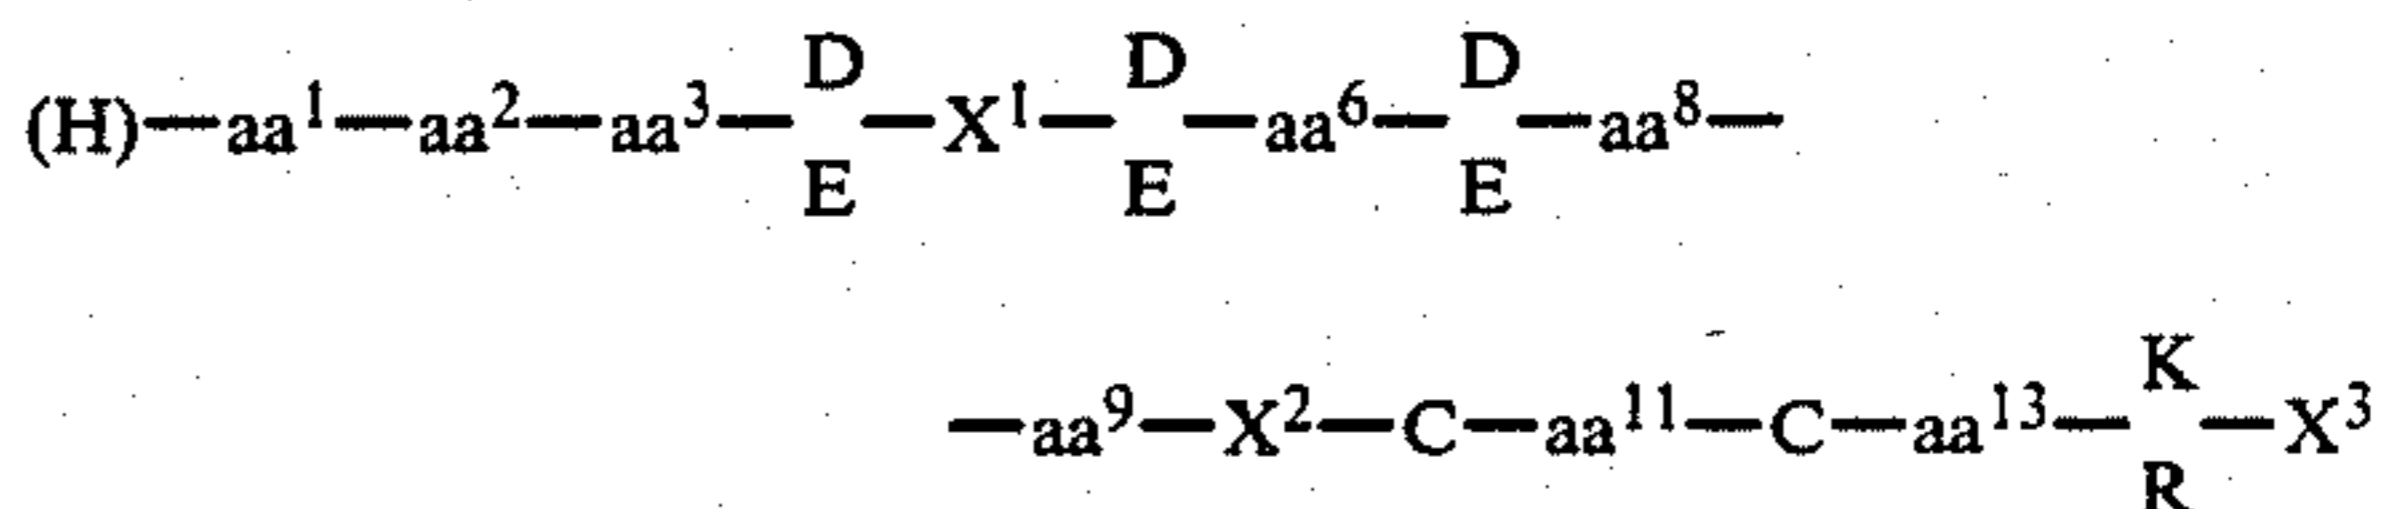 D D D
(H)—aa¹—aa²—aa³— —X¹— —aa⁶— —aa⁸—
E E E
K
—aa⁹—X²—C—aa¹¹—C—aa¹³— —X³
R